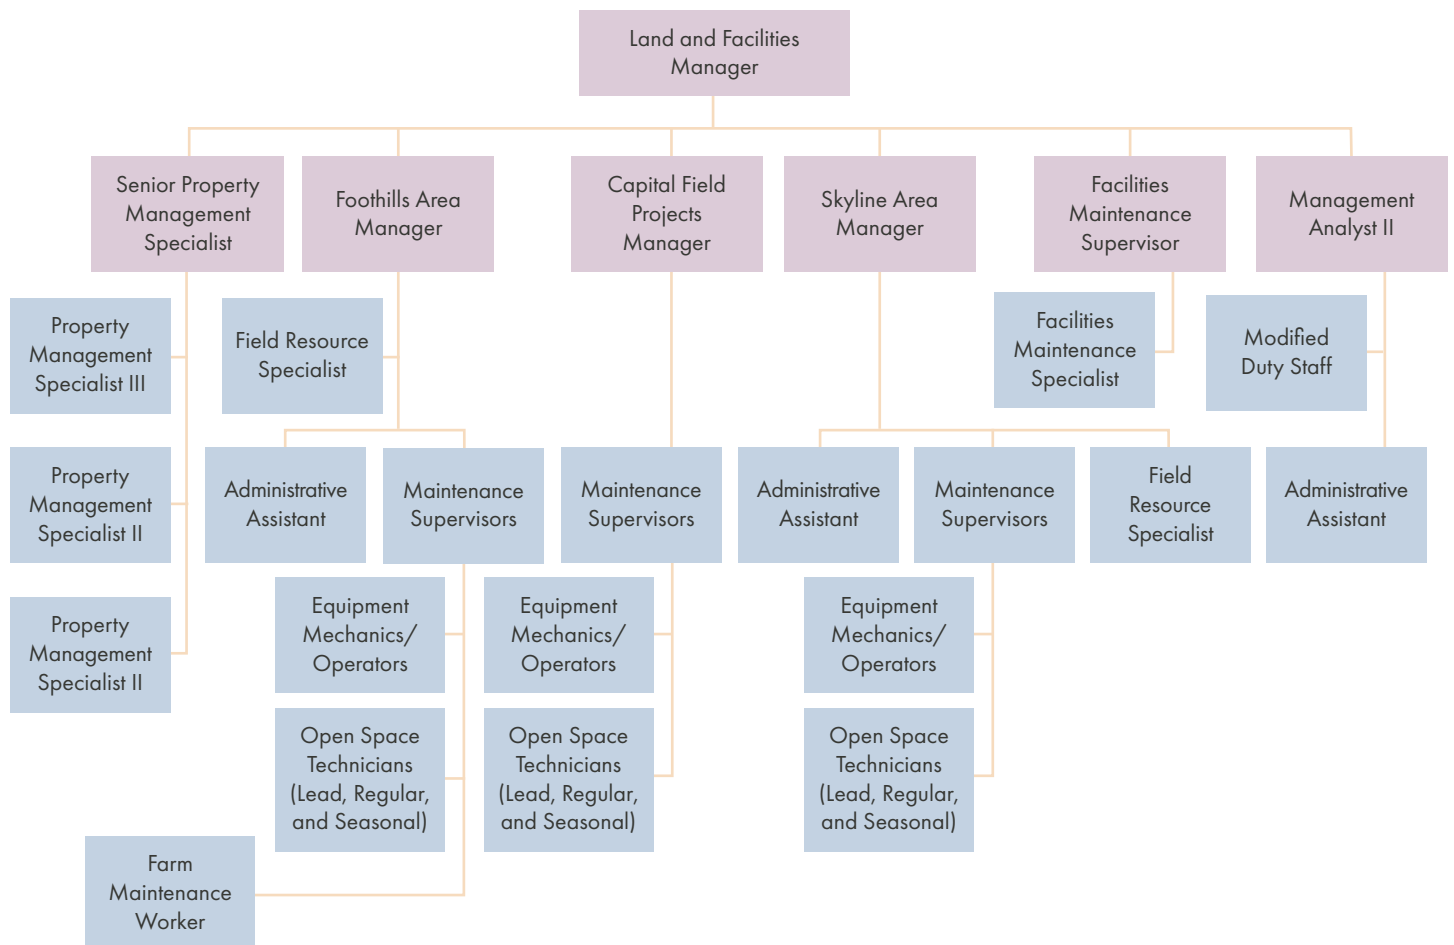 Land and Facilities
Manager
Senior Property
Management
Specialist
Foothills Area
Manager
Capital Field
Projects
Manager
Skyline Area
Manager
Facilities
Maintenance
Supervisor
Management
Analyst II
Property
Management
Specialist III
Field Resource
Specialist
Facilities
Maintenance
Specialist
Modified
Duty Staff
Property
Management
Specialist II
Administrative
Assistant
Maintenance
Supervisors
Maintenance
Supervisors
Administrative
Assistant
Maintenance
Supervisors
Field
Resource
Specialist
Administrative
Assistant
Property
Management
Specialist II
Equipment
Mechanics/
Operators
Equipment
Mechanics/
Operators
Equipment
Mechanics/
Operators
Open Space
Technicians
(Lead, Regular,
and Seasonal)
Open Space
Technicians
(Lead, Regular,
and Seasonal)
Open Space
Technicians
(Lead, Regular,
and Seasonal)
Farm
Maintenance
Worker